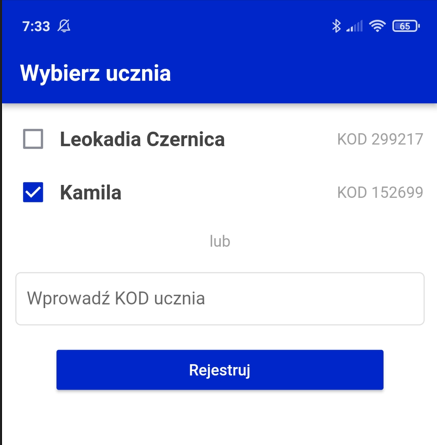 7:33 65
Wybierz ucznia
Leokadia Czernica KOD 299217
Kamila KOD 152699
lub
Wprowadź KOD ucznia
Rejestruj